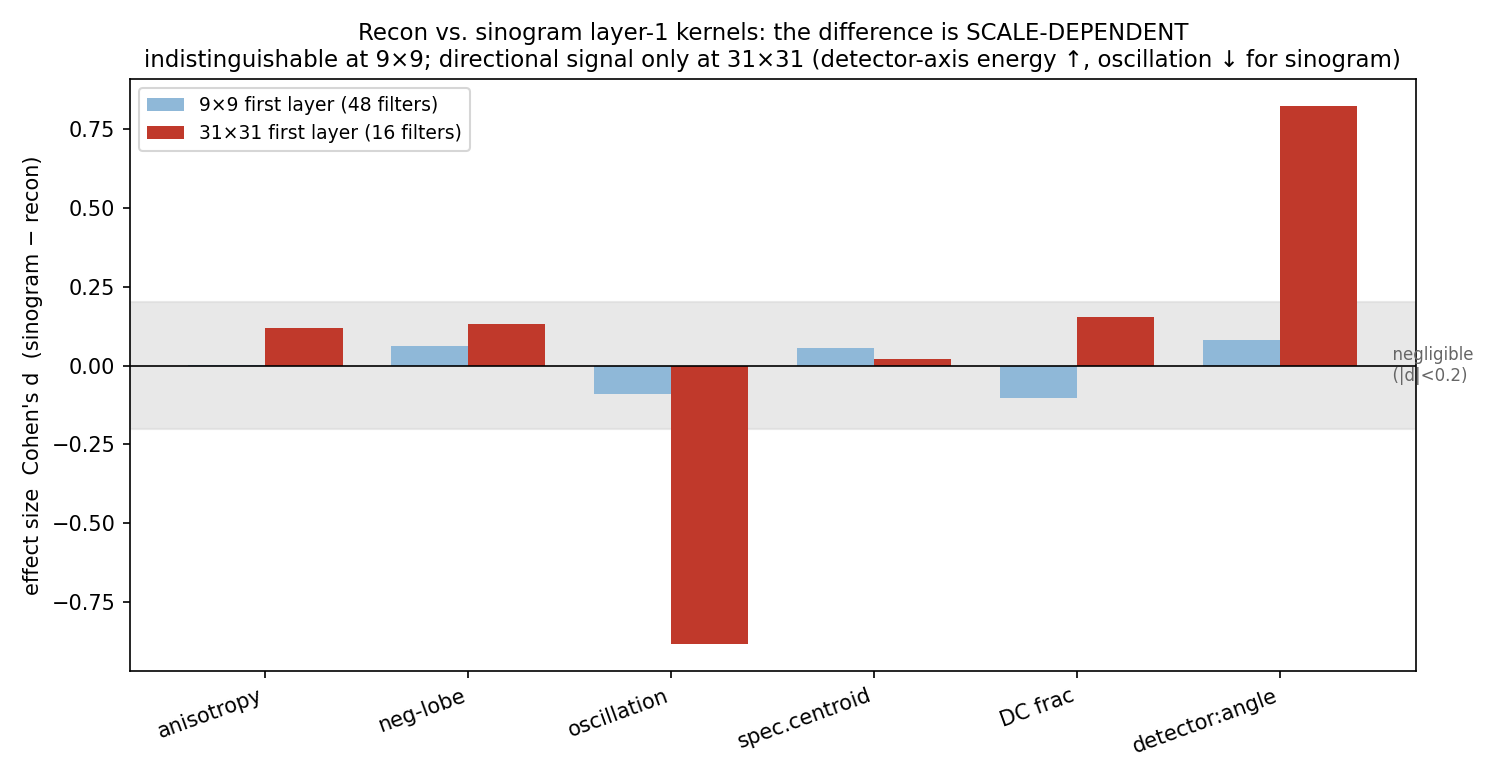 Recon vs. sinogram layer-1 kernels: the difference is SCALE-DEPENDENT
indistinguishable at 9×9; directional signal only at 31×31 (detector-axis energy ↑, oscillation ↓ for sinogram)
9×9 first layer (48 filters)
31×31 first layer (16 filters)
effect size  Cohen's d  (sinogram − recon)
0.75
0.50
0.25
0.00
−0.25
−0.50
−0.75
negligible
(|d|<0.2)
anisotropy
neg-lobe
oscillation
spec.centroid
DC frac
detector:angle